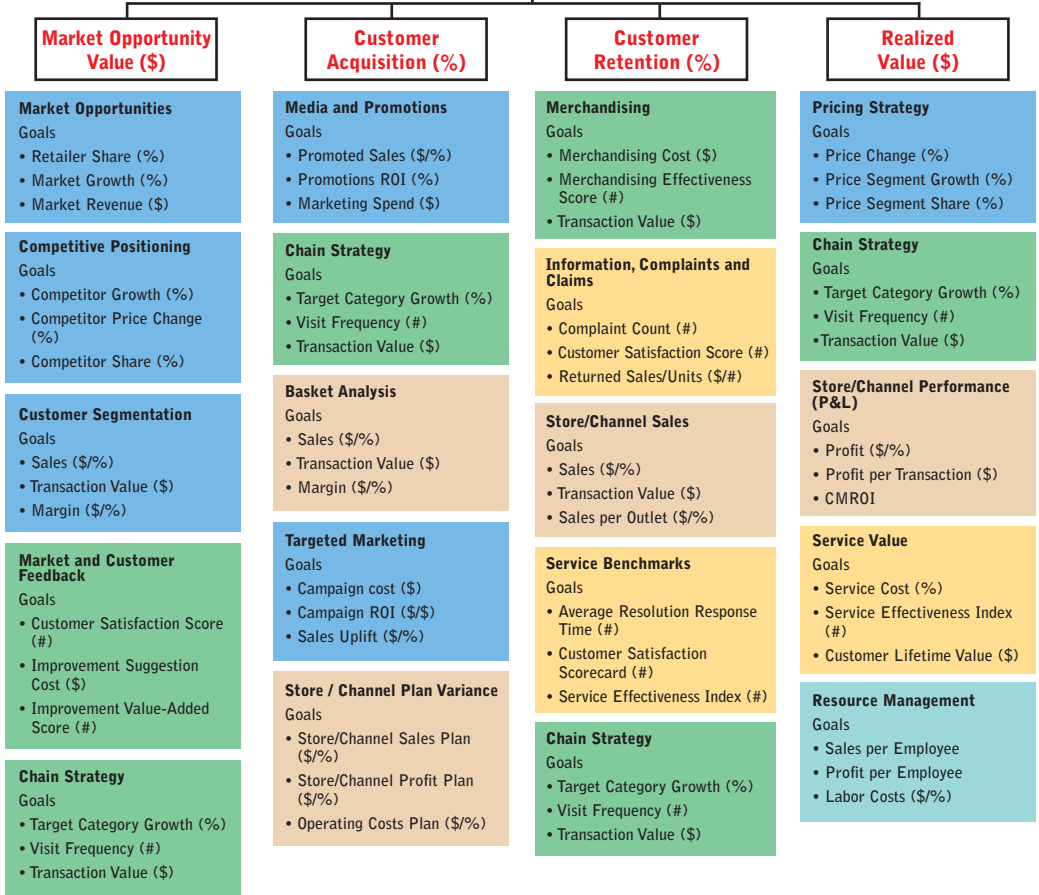 Market Opportunity
Value ($)
Market Opportunities
Goals
• Retailer Share (%)
• Market Growth (%)
• Market Revenue ($)
Competitive Positioning
Goals
• Competitor Growth (%)
• Competitor Price Change
(%)
• Competitor Share (%)
Customer Segmentation
Goals
• Sales ($/%)
• Transaction Value ($)
• Margin ($/%)
Market and Customer
Feedback
Goals
• Customer Satisfaction Score
(#)
• Improvement Suggestion
Cost ($)
• Improvement Value-Added
Score (#)
Chain Strategy
Goals
• Target Category Growth (%)
• Visit Frequency (#)
• Transaction Value ($)
Customer
Acquisition (%)
Media and Promotions
Goals
• Promoted Sales ($/%)
• Promotions ROI (%)
• Marketing Spend ($)
Chain Strategy
Goals
• Target Category Growth (%)
• Visit Frequency (#)
• Transaction Value ($)
Basket Analysis
Goals
• Sales ($/%)
• Transaction Value ($)
• Margin ($/%)
Targeted Marketing
Goals
• Campaign cost ($)
• Campaign ROI ($/$)
• Sales Uplift ($/%)
Store / Channel Plan Variance
Goals
• Store/Channel Sales Plan
($/%)
• Store/Channel Profit Plan
($/%)
• Operating Costs Plan ($/%)
Customer
Retention (%)
Merchandising
Goals
• Merchandising Cost ($)
• Merchandising Effectiveness
Score (#)
• Transaction Value ($)
Information, Complaints and
Claims
Goals
• Complaint Count (#)
• Customer Satisfaction Score (#)
• Returned Sales/Units ($/#)
Store/Channel Sales
Goals
• Sales ($/%)
• Transaction Value ($)
• Sales per Outlet ($/%)
Service Benchmarks
Goals
• Average Resolution Response
Time (#)
• Customer Satisfaction
Scorecard (#)
• Service Effectiveness Index (#)
Chain Strategy
Goals
• Target Category Growth (%)
• Visit Frequency (#)
• Transaction Value ($)
Realized
Value ($)
Pricing Strategy
Goals
• Price Change (%)
• Price Segment Growth (%)
• Price Segment Share (%)
Chain Strategy
Goals
• Target Category Growth (%)
• Visit Frequency (#)
•Transaction Value ($)
Store/Channel Performance
(P&L)
Goals
• Profit ($/%)
• Profit per Transaction ($)
• CMROI
Service Value
Goals
• Service Cost (%)
• Service Effectiveness Index
(#)
• Customer Lifetime Value ($)
Resource Management
Goals
• Sales per Employee
• Profit per Employee
• Labor Costs ($/%)